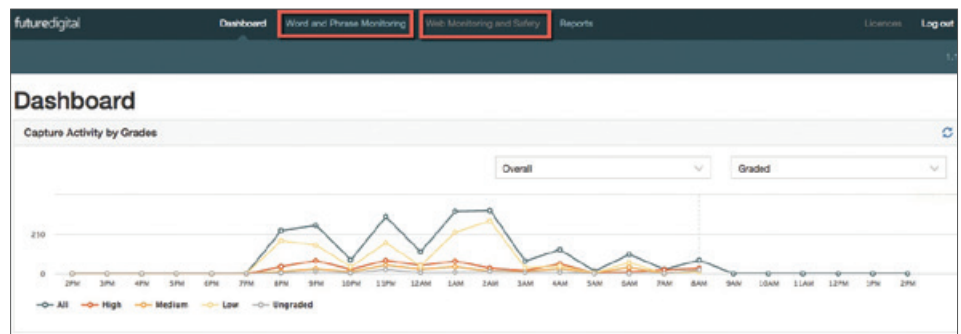 futuredigital Dashboard Word and Phrase Monitoring Web Monitoring and Safety Reports Licences Log out
Dashboard
Capture Activity by Grades
Overall Graded
250
0
2PM 3PM 4PM 5PM 6PM 7PM 8PM 9PM 10PM 11PM 12AM 1AM 2AM 3AM 4AM 5AM 6AM 7AM 8AM 9AM 10AM 11AM 12PM 1PM 2PM
All High Medium Low Ungraded